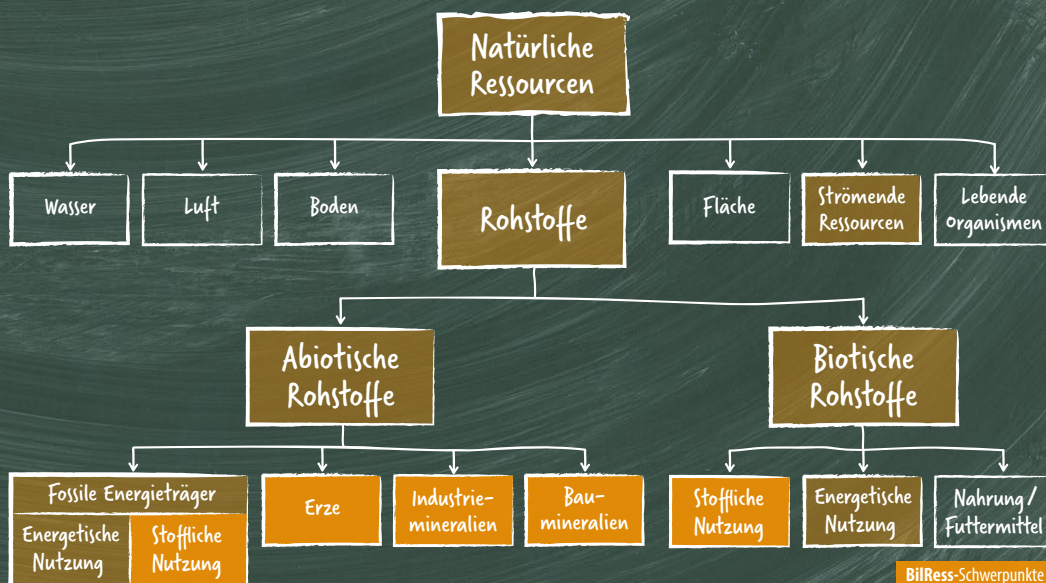 Natürliche
Ressourcen
Wasser
Luft
Boden
Rohstoffe
Fläche
Strömende
Ressourcen
Lebende
Organismen
Abiotische
Rohstoffe
Biotische
Rohstoffe
Fossile Energieträger
Energetische
Nutzung
Stoffliche
Nutzung
Erze
Industrie-
mineralien
Bau-
mineralien
Stoffliche
Nutzung
Energetische
Nutzung
Nahrung/
Futtermittel
BilRess-Schwerpunkte